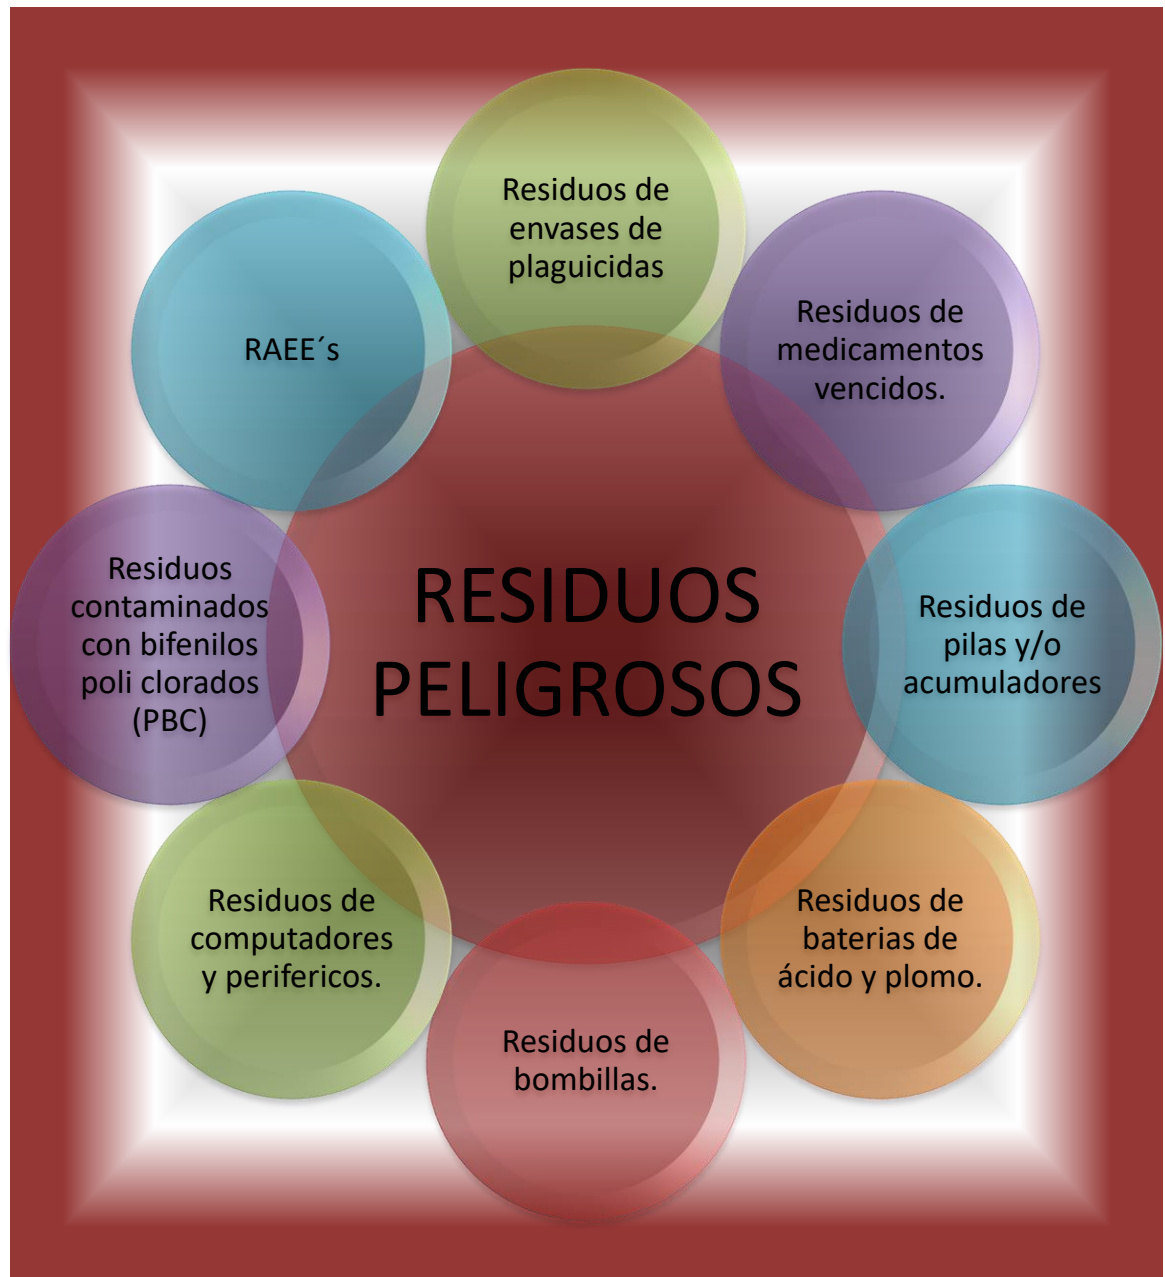 Residuos de
envases de
plaguicidas
Residuos de
medicamentos
vencidos.
Residuos de
pilas y/o
acumuladores
Residuos de
baterias de
ácido y plomo.
Residuos de
bombillas.
Residuos de
computadores
y perifericos.
Residuos
contaminados
con bifenilos
poli clorados
(PBC)
RAEE´s
RESIDUOS
PELIGROSOS